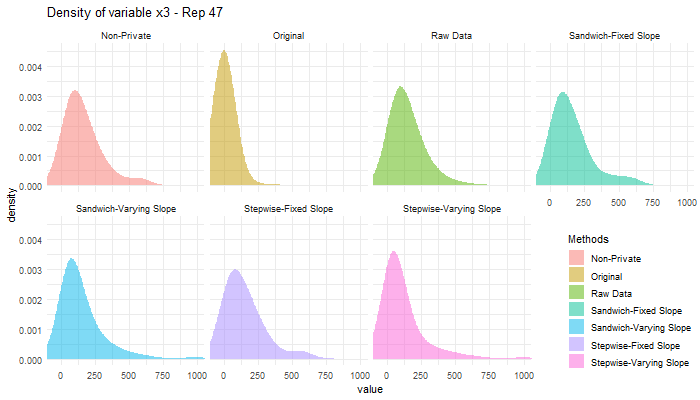 Density of variable x3 - Rep 47
Non-Private Original Raw Data Sandwich-Fixed Slope
0.004
0.003
0.002
0.001
0.000
0 250 500 750 1000
Sandwich-Varying Slope Stepwise-Fixed Slope Stepwise-Varying Slope
0.004
0.003
0.002
0.001
0.000
0 250 500 750 1000 0 250 500 750 1000 0 250 500 750 1000
density
value
Methods
Non-Private
Original
Raw Data
Sandwich-Fixed Slope
Sandwich-Varying Slope
Stepwise-Fixed Slope
Stepwise-Varying Slope